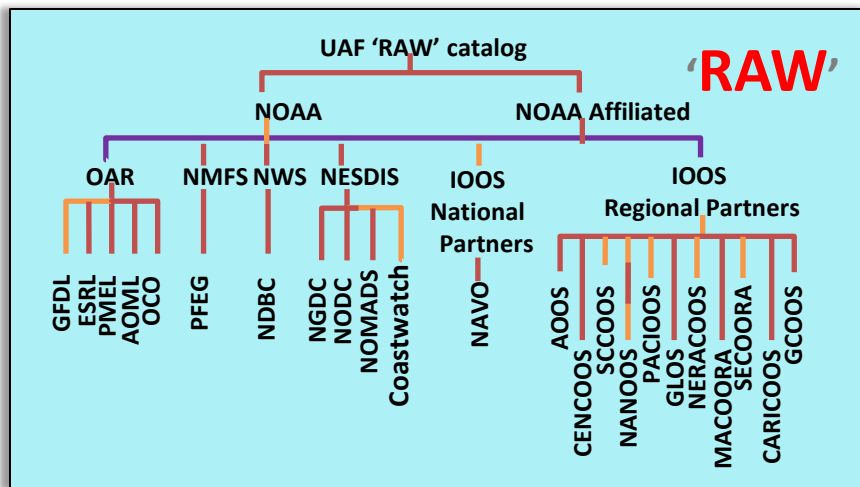 UAF ‘RAW’ catalog
‘RAW’
NOAA
NOAA Affiliated
OAR
NMFS
NWS
NESDIS
IOOS
National
Partners
IOOS
Regional Partners
GFDL
ESRL
PMEL
AOML
OCO
PFEG
NDBC
NGDC
NODC
NOMADS
Coastwatch
NAVO
AOOS
CENCOOS
SCCOOS
NANOOS
PACIOOS
GLOS
NERACOOS
MACOORA
SECOORA
CARICOOS
GCOOS